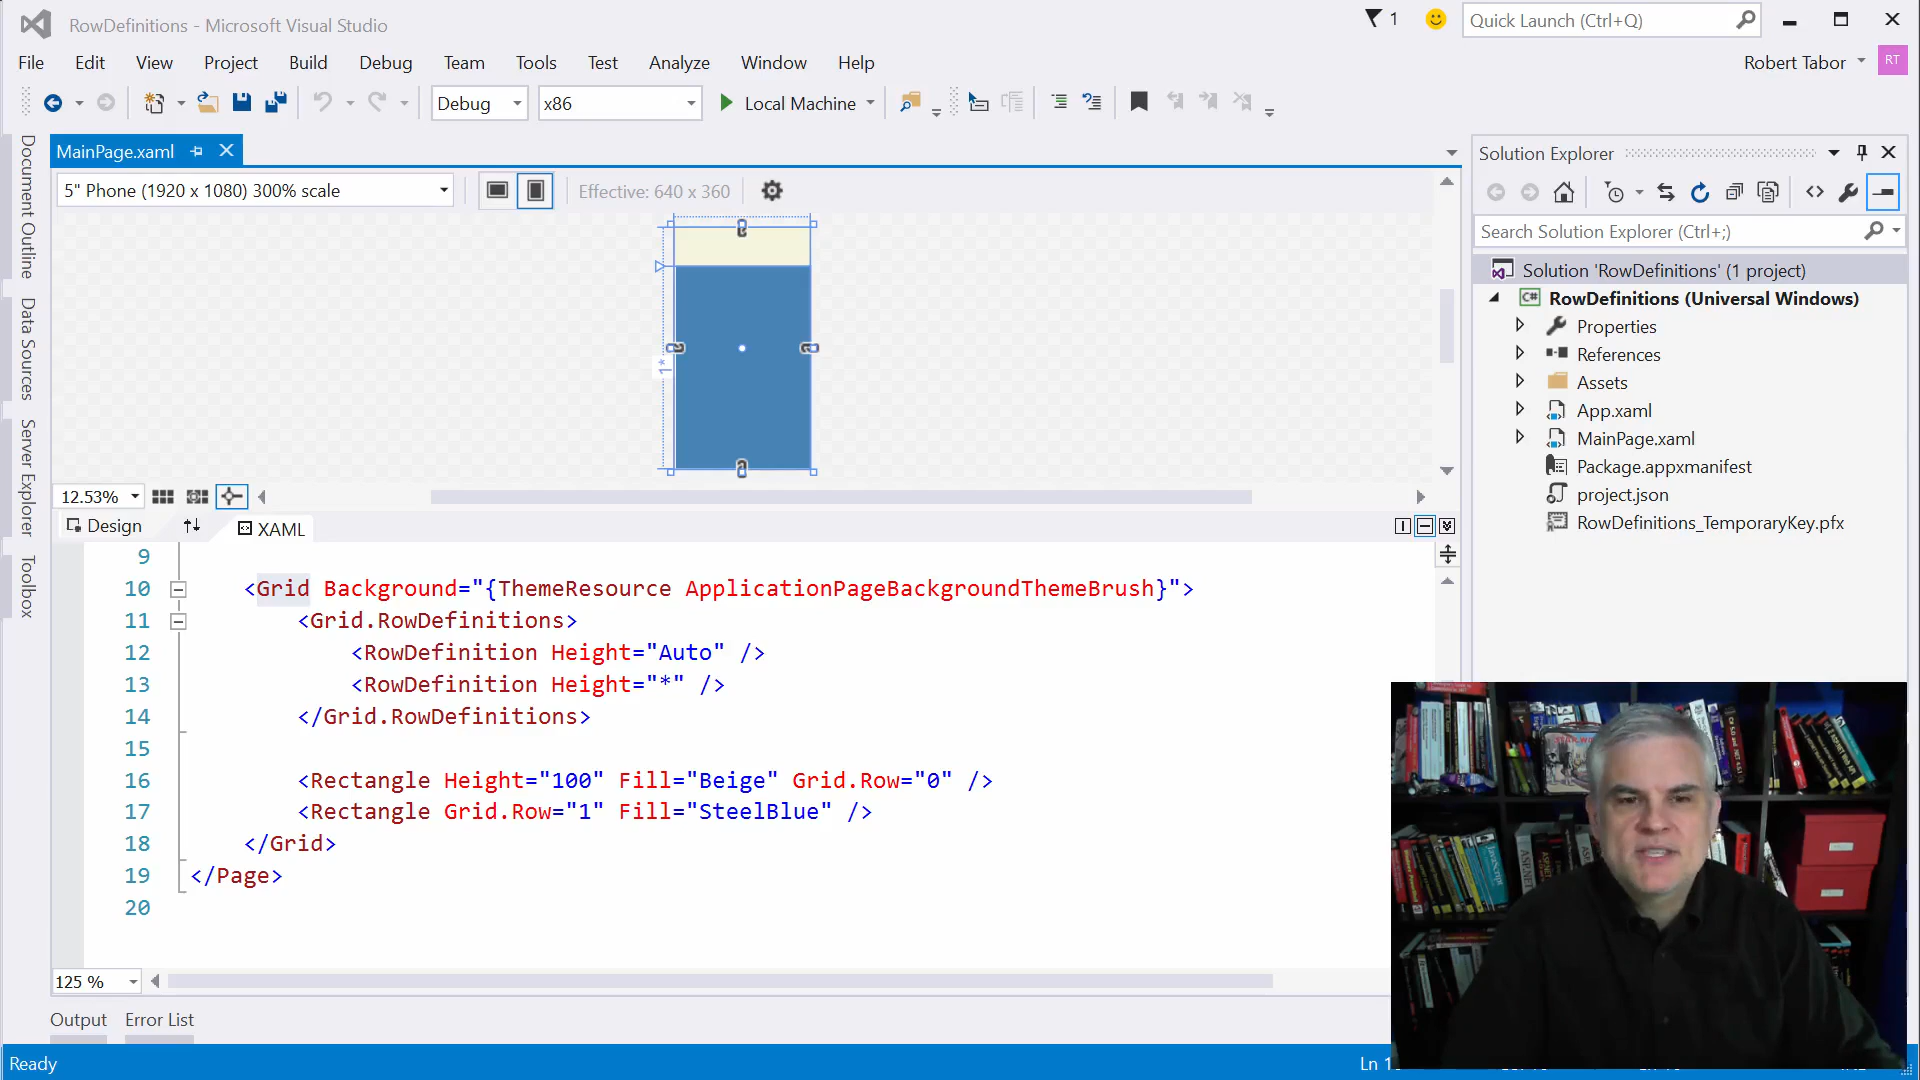 RowDefinitions - Microsoft Visual Studio
1
Quick Launch (Ctrl+Q)
File Edit View Project Build Debug Team Tools Test Analyze Window Help
Robert Tabor RT
Debug x86 Local Machine
Document Outline
Data Sources
Server Explorer
Toolbox
MainPage.xaml
5" Phone (1920 x 1080) 300% scale
Effective: 640 x 360
1*
12.53%
Design
XAML
9
10 <Grid Background="{ThemeResource ApplicationPageBackgroundThemeBrush}">
11 <Grid.RowDefinitions>
12 <RowDefinition Height="Auto" />
13 <RowDefinition Height="*" />
14 </Grid.RowDefinitions>
15
16 <Rectangle Height="100" Fill="Beige" Grid.Row="0" />
17 <Rectangle Grid.Row="1" Fill="SteelBlue" />
18 </Grid>
19 </Page>
20
125 %
Output Error List
Ready
Ln
Solution Explorer
Search Solution Explorer (Ctrl+;)
Solution 'RowDefinitions' (1 project)
C# RowDefinitions (Universal Windows)
Properties
References
Assets
App.xaml
MainPage.xaml
Package.appxmanifest
project.json
RowDefinitions_TemporaryKey.pfx